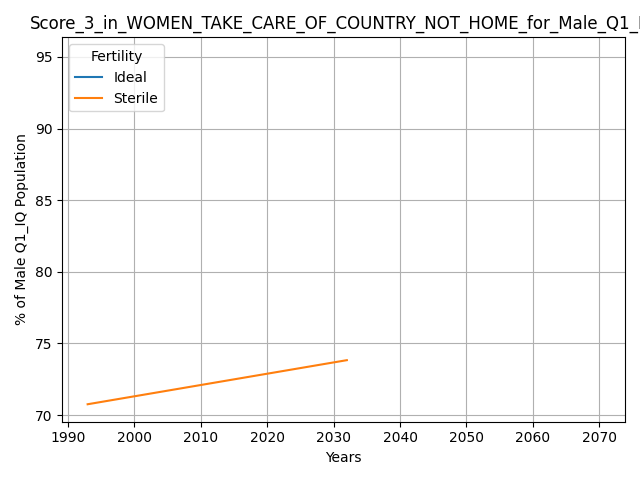 Score_3_in_WOMEN_TAKE_CARE_OF_COUNTRY_NOT_HOME_for_Male_Q1_
Fertility
Ideal
Sterile
95
90
85
80
75
70
% of Male Q1_IQ Population
1990 2000 2010 2020 2030 2040 2050 2060 2070
Years